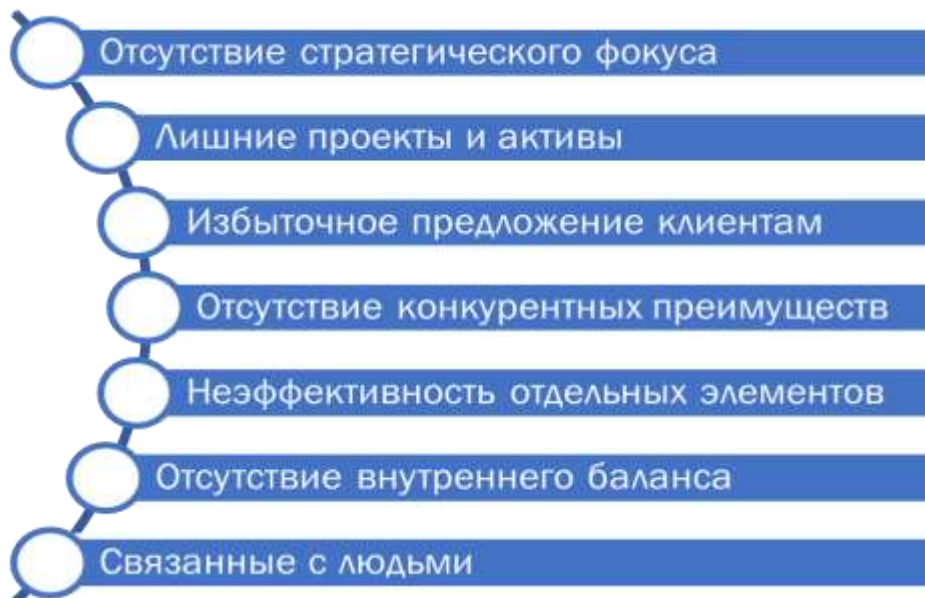 Отсутствие стратегического фокуса
Лишние проекты и активы
Избыточное предложение клиентам
Отсутствие конкурентных преимуществ
Неэффективность отдельных элементов
Отсутствие внутреннего баланса
Связанные с людьми